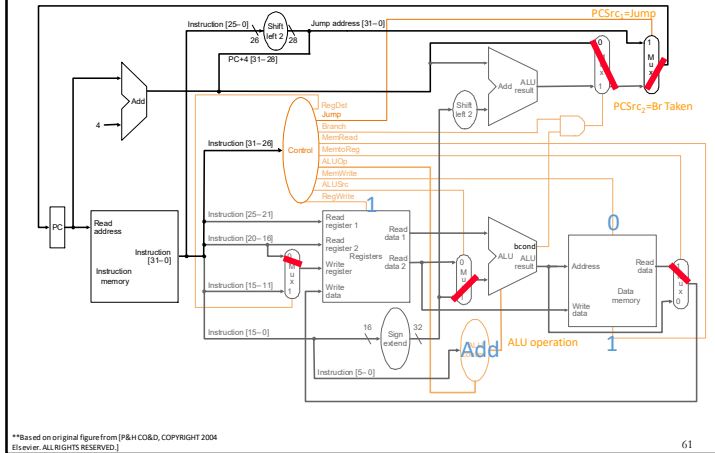 Instruction [25–0]
Shift
left 2
Jump address [31–0]
PCSrc1=Jump
26
28
PC+4 [31–28]
0
M
u
x
1
1
M
u
x
0
Add
4
Add
ALU
result
Shift
left 2
PCSrc2=Br Taken
RegDst
Jump
Branch
MemRead
MemtoReg
ALUOp
MemWrite
ALUSrc
RegWrite
Control
Instruction [31–26]
1
0
PC
Read
address
Instruction
[31–0]
Instruction
memory
Instruction [25–21]
Instruction [20–16]
Instruction [15–11]
0
M
u
x
1
Read
register 1
Read
register 2
Registers
Write
register
Write
data
Read
data 1
Read
data 2
0
M
u
ALU
bcond
ALU
result
Address
Read
data
Data
memory
Write
data
ux
0
1
Instruction [15–0]
16
Sign
extend
32
Instruction [5–0]
Add
ALU operation
**Based on original figure from [P&H CO&D, COPYRIGHT 2004
Elsevier. ALL RIGHTS RESERVED.]
61